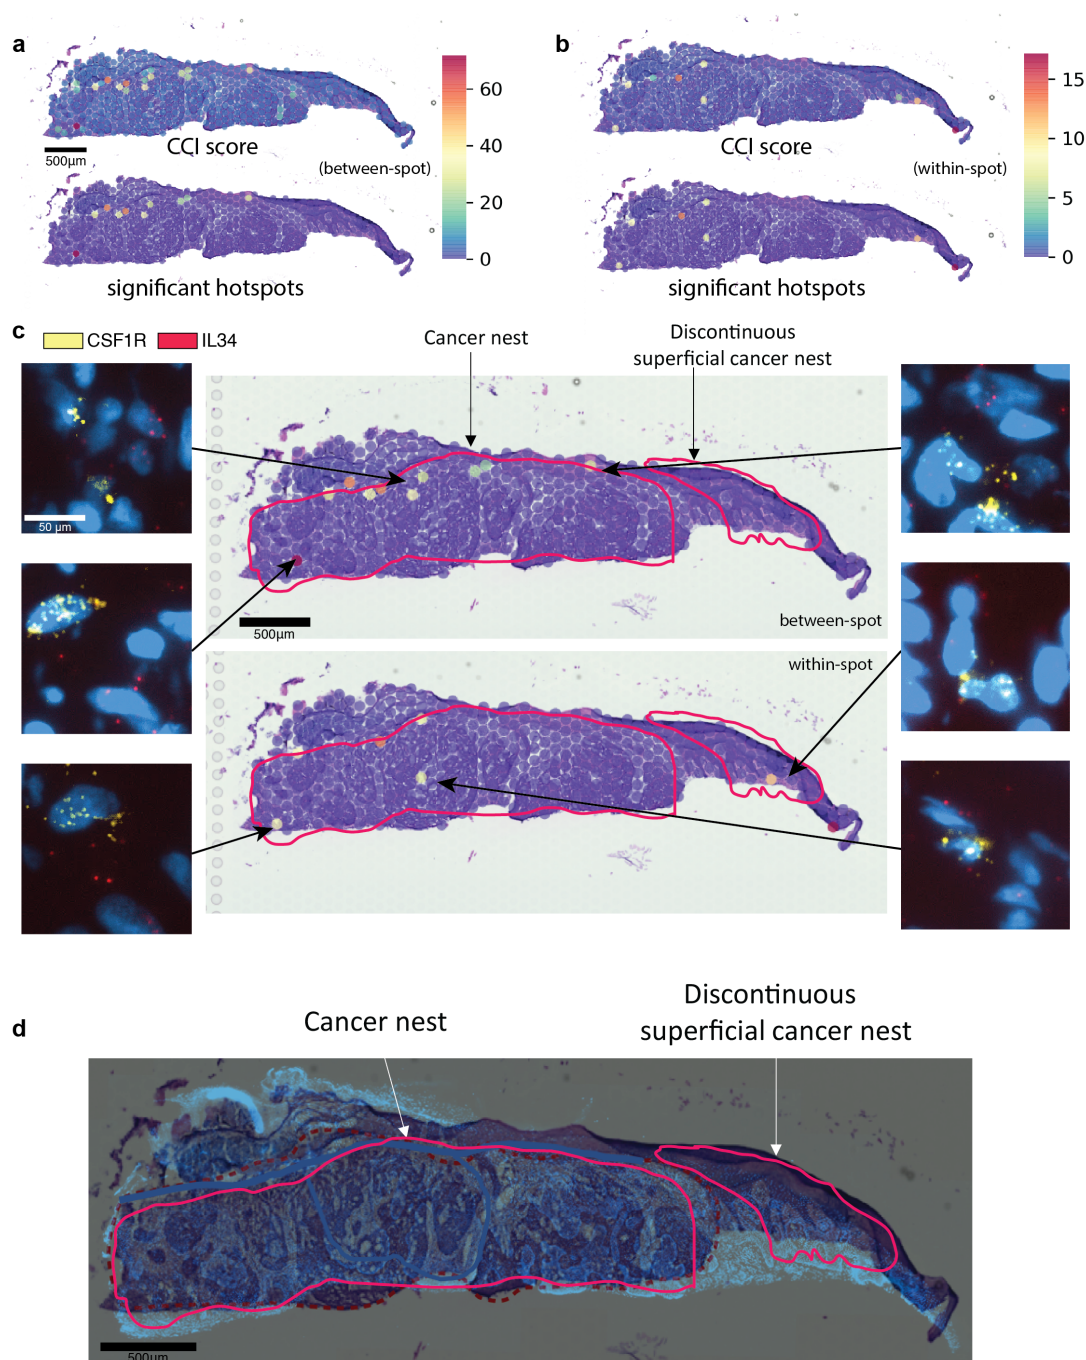 a
b
60
40
20
0
15
10
5
0
CCI score
(between-spot)
500µm
significant hotspots
CCI score
(within-spot)
significant hotspots
c
CSF1R
IL34
Cancer nest
Discontinuous
superficial cancer nest
50 µm
500µm
between-spot
within-spot
d
Cancer nest
Discontinuous
superficial cancer nest
500µm